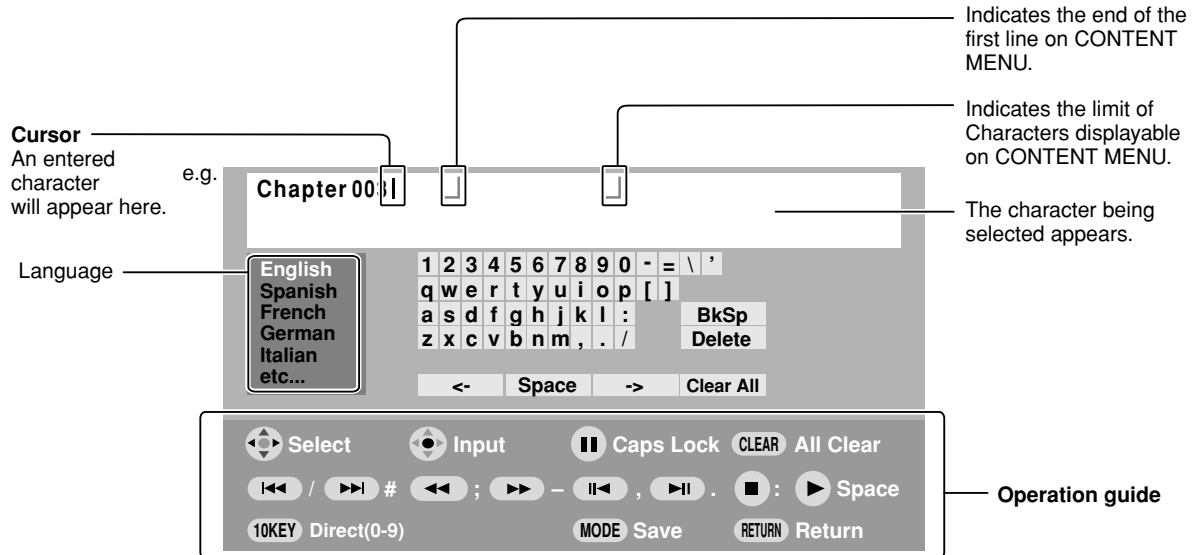 Indicates the end of the
first line on CONTENT
MENU.
Indicates the limit of
Characters displayable
on CONTENT MENU.
Cursor
An entered
character
will appear here.
e.g.
Chapter 003
The character being
selected appears.
Language
English
Spanish
French
German
Italian
etc...
1 2 3 4 5 6 7 8 9 0 - = \ ’
q w e r t y u i o p [ ]
a s d f g h j k l :
z x c v b n m , . /
BkSp
Delete
<- Space -> Clear All
Select Input Caps Lock CLEAR All Clear
/ # ; – , . : Space
10KEY Direct(0-9) MODE Save RETURN Return
Operation guide